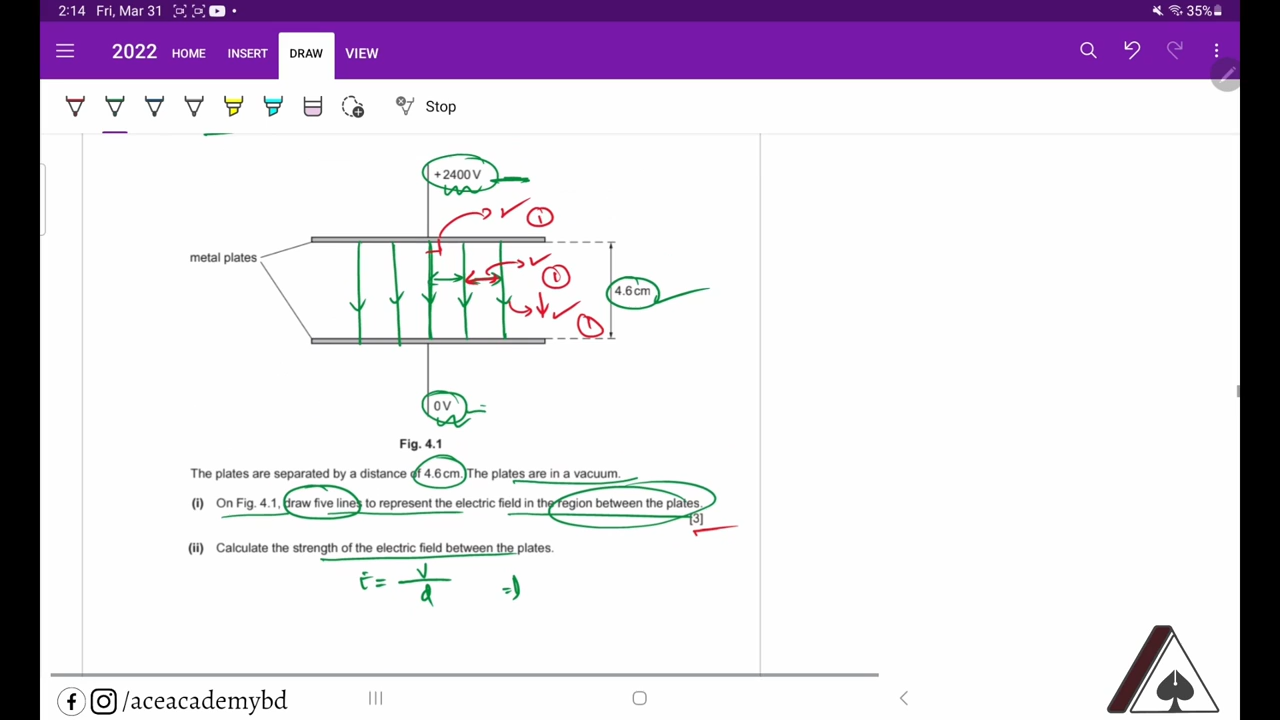 2:14 Fri, Mar 31 35%
2022 HOME INSERT DRAW VIEW
Stop
+2400 V
1
metal plates
1
4.6 cm
1
0 V
Fig. 4.1
The plates are separated by a distance of 4.6 cm. The plates are in a vacuum.
(i) On Fig. 4.1, draw five lines to represent the electric field in the region between the plates.
[3]
(ii) Calculate the strength of the electric field between the plates.
E = V
d
=)
/aceacademybd